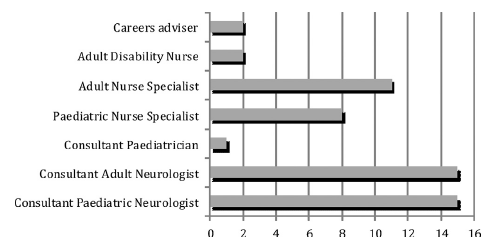 Careers adviser
Adult Disability Nurse
Adult Nurse Specialist
Paediatric Nurse Specialist
Consultant Paediatrician
Consultant Adult Neurologist
Consultant Paediatric Neurologist
0 2 4 6 8 10 12 14 16